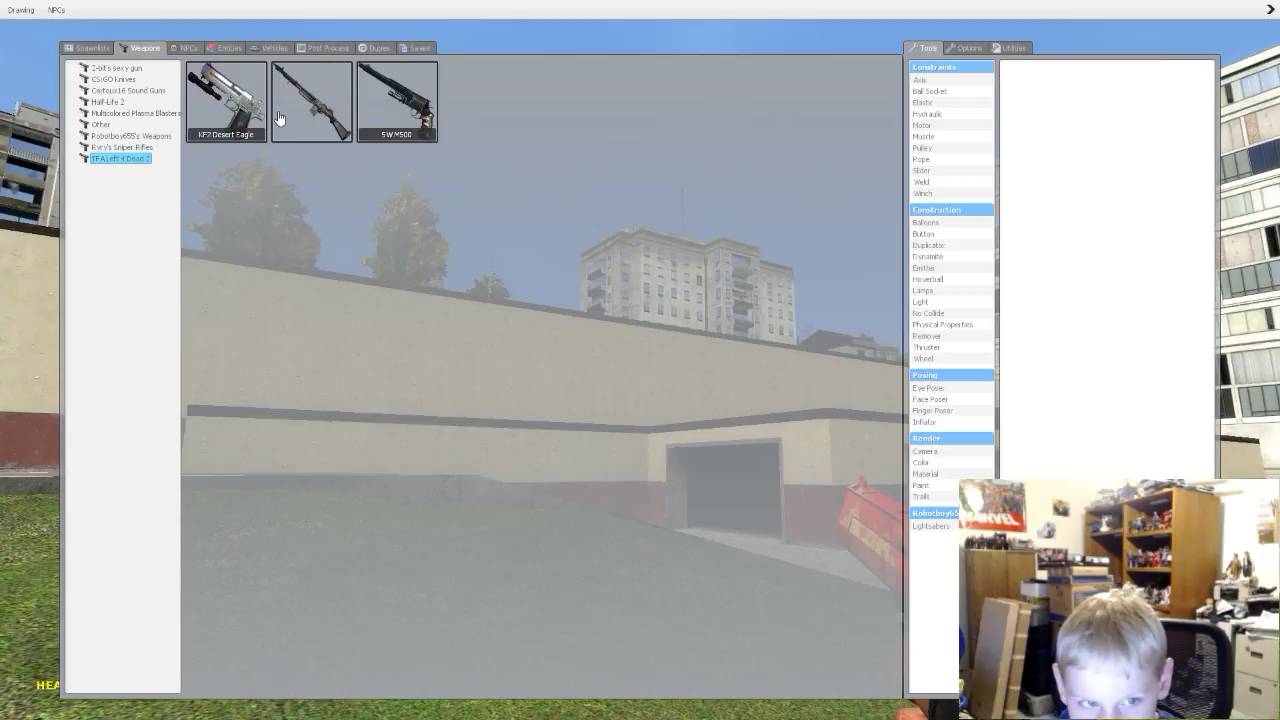 Drawing NPCs
Spawnlists Weapons NPCs Entities Vehicles Post Process Dupes Saves
2-bit's sexy gun
CS:GO Knives
Certoux16 Sound Guns
Half-Life 2
Multicolored Plasma Blasters
Other
Robotboy655's Weapons
Ryry's Sniper Rifles
TFA Left 4 Dead 2
KF2 Desert Eagle
SW M500
Tools Options Utilities
Constraints
Axis
Ball Socket
Elastic
Hydraulic
Motor
Muscle
Pulley
Rope
Slider
Weld
Winch
Construction
Balloons
Button
Duplicator
Dynamite
Emitter
Hoverball
Lamps
Light
No Collide
Physical Properties
Remover
Thruster
Wheel
Posing
Eye Poser
Face Poser
Finger Poser
Inflator
Render
Camera
Color
Material
Paint
Trails
Robotboy65
Lightsabers
HEA
MARVEL